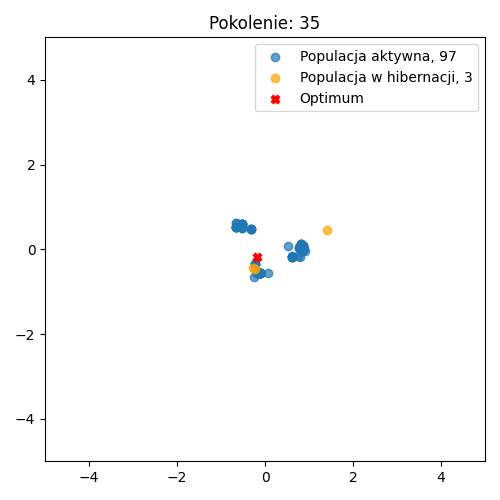 Pokolenie: 35
Populacja aktywna, 97
Populacja w hibernacji, 3
Optimum
4
2
0
−2
−4
−4
−2
0
2
4